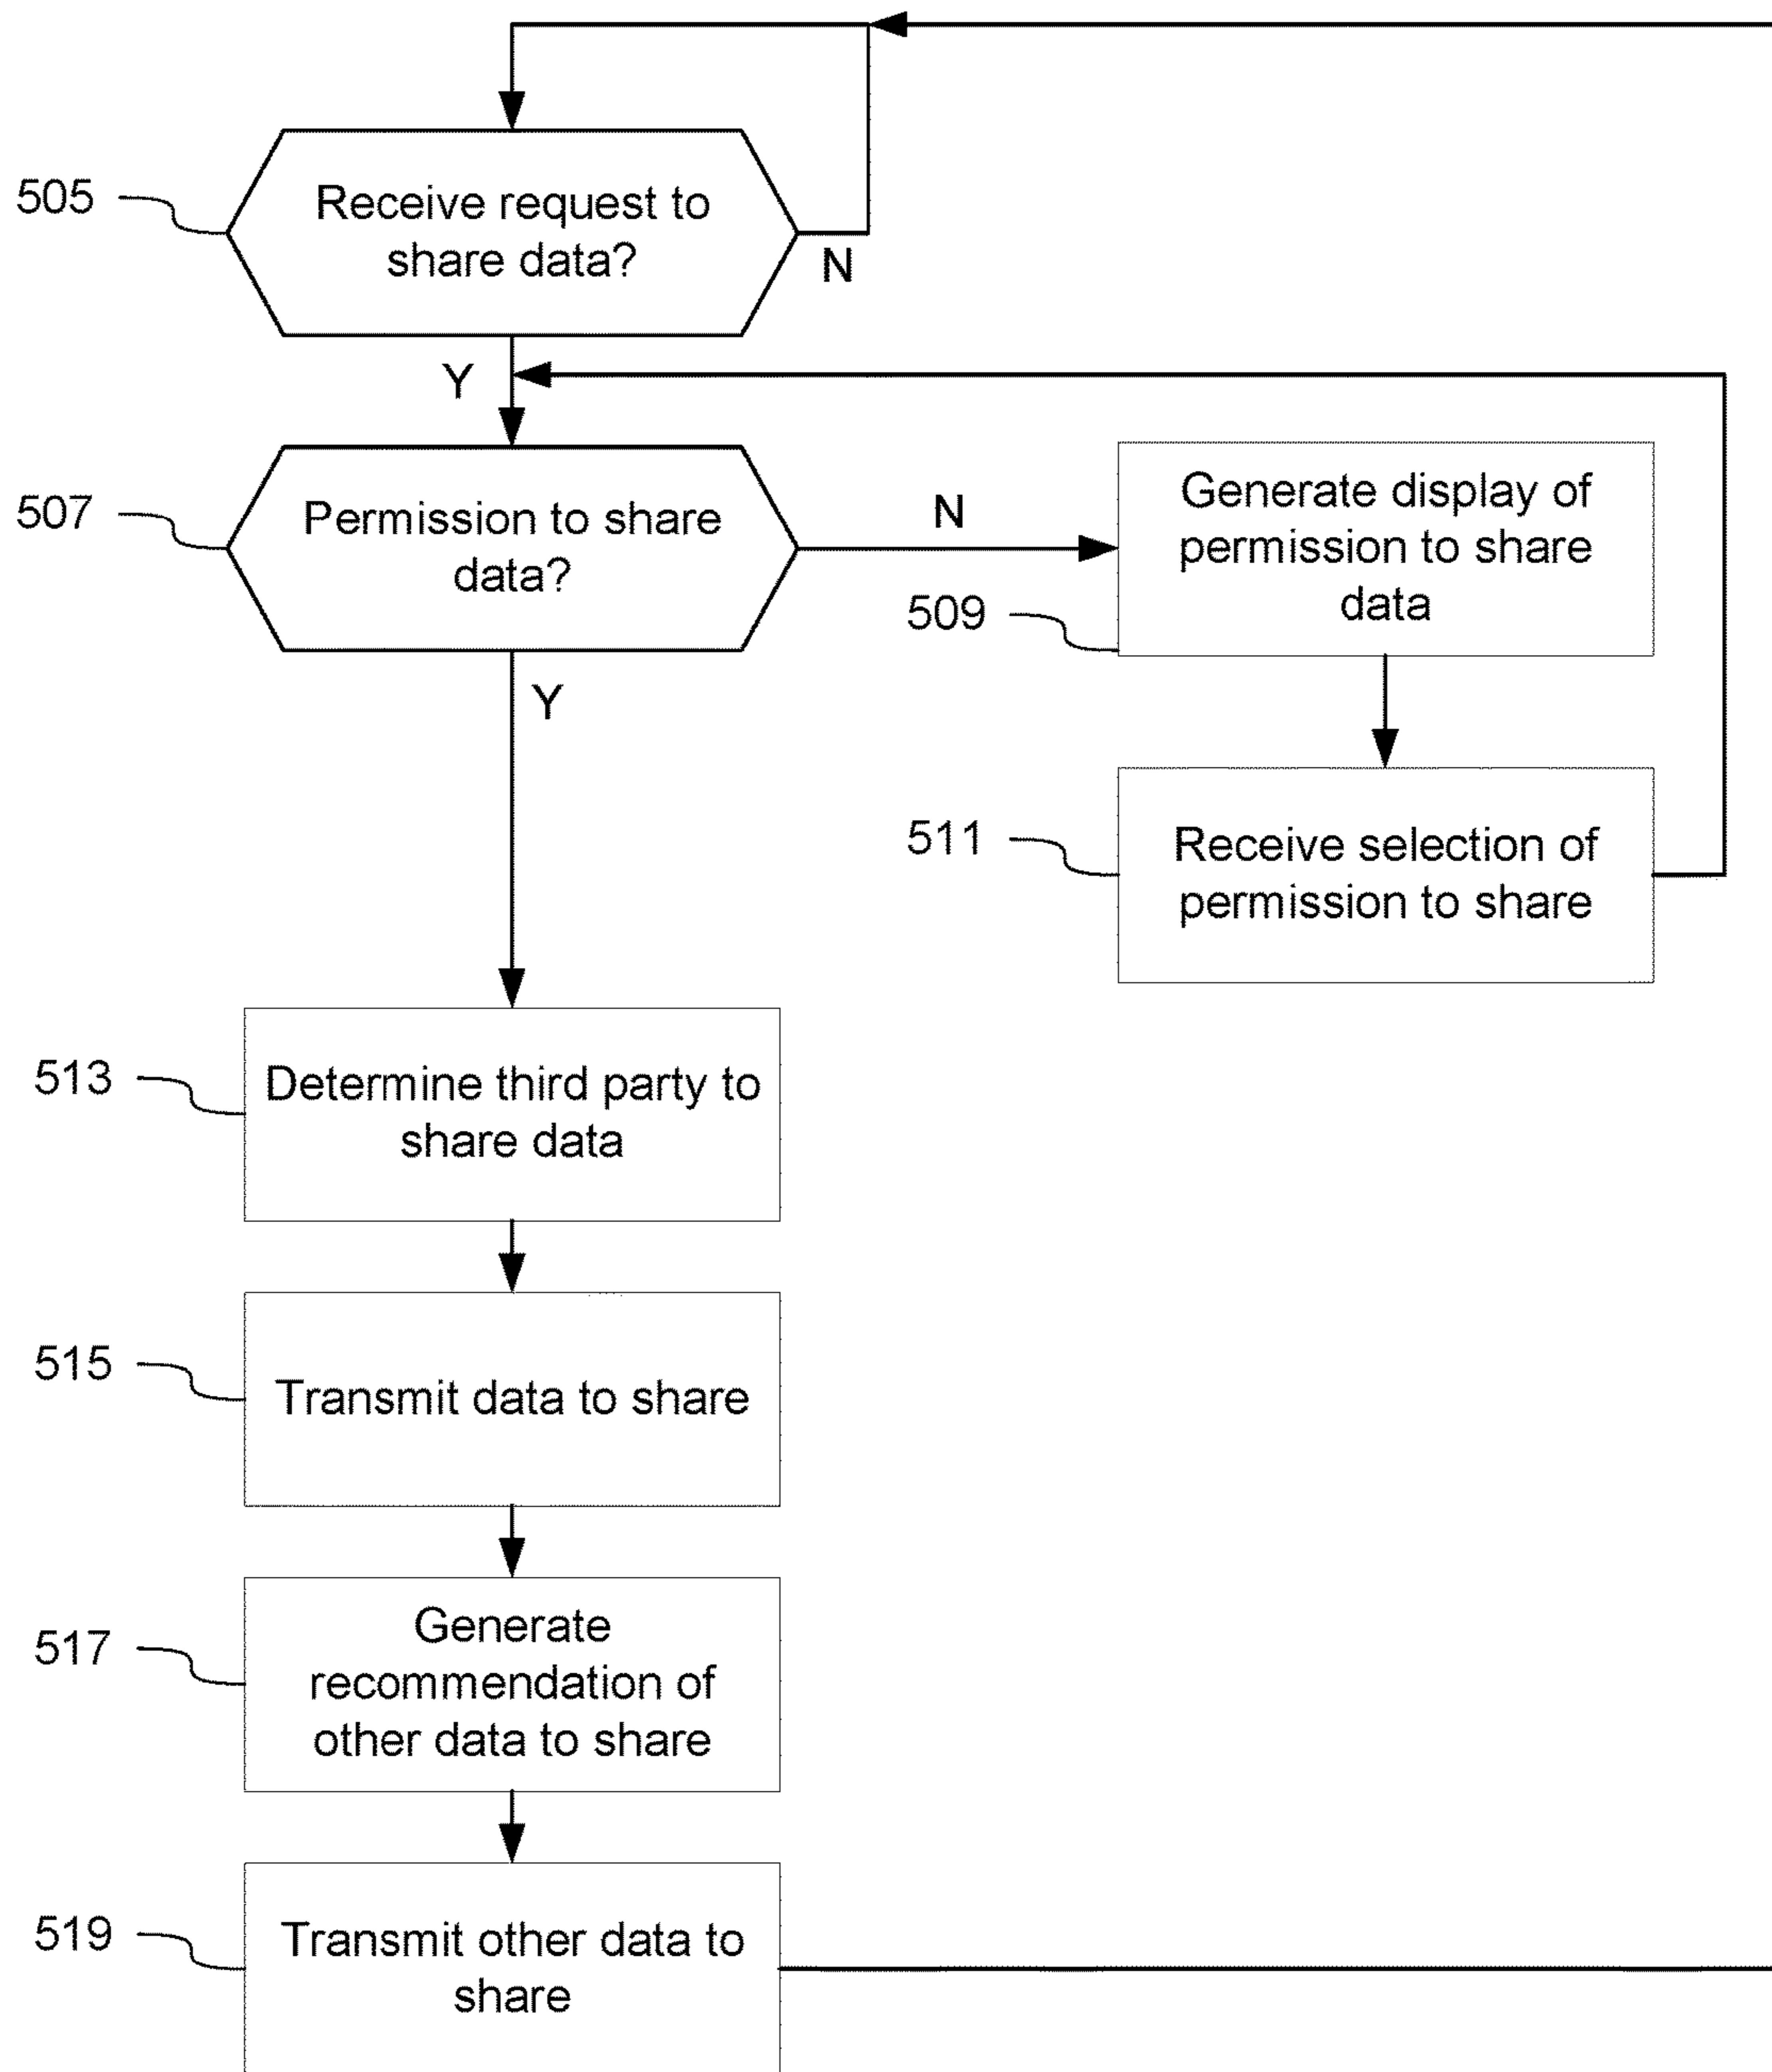 505
Receive request to
share data?
N
Y
507
Permission to share
data?
N
Generate display of
permission to share
data
509
Y
511
Receive selection of
permission to share
513
Determine third party to
share data
515
Transmit data to share
517
Generate
recommendation of
other data to share
519
Transmit other data to
share